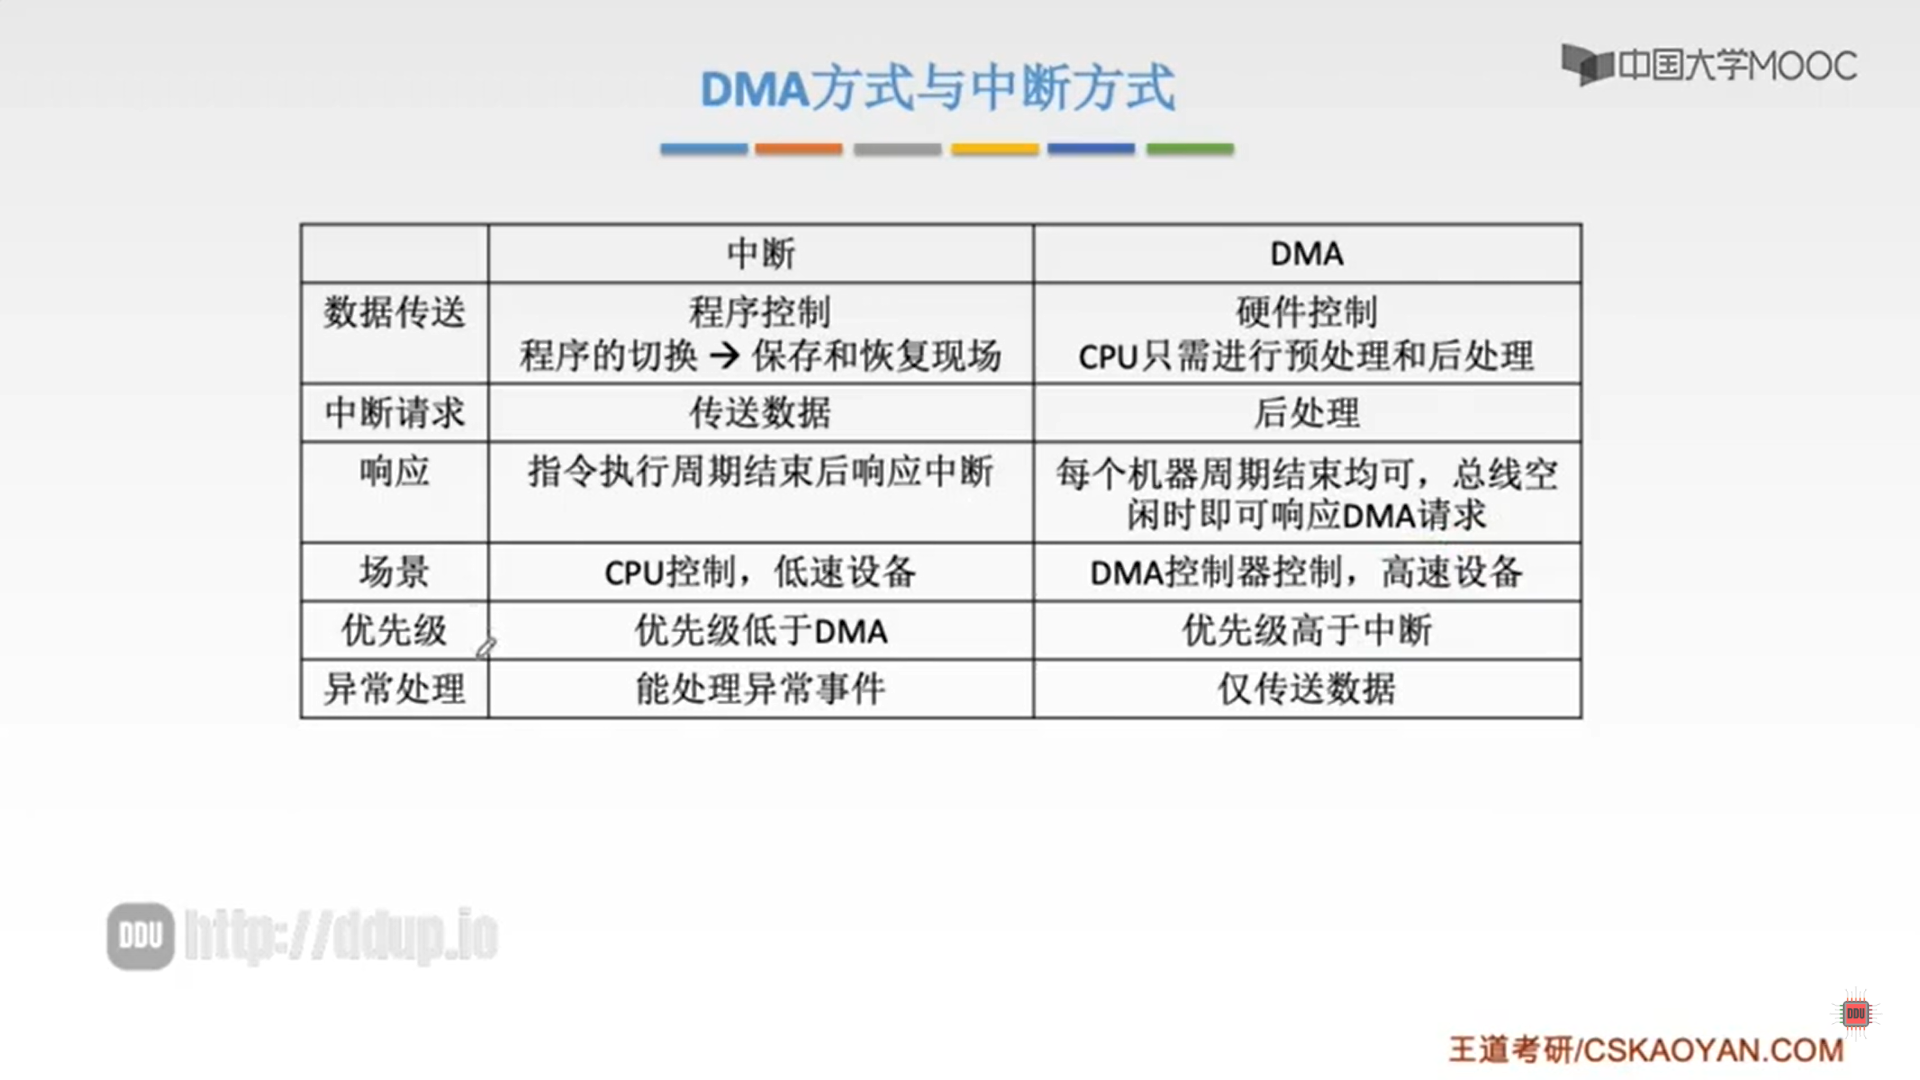 中国大学MOOC
DMA方式与中断方式
中断
DMA
数据传送
程序控制
程序的切换 → 保存和恢复现场
硬件控制
CPU只需进行预处理和后处理
中断请求
传送数据
后处理
响应
指令执行周期结束后响应中断
每个机器周期结束均可，总线空
闲时即可响应DMA请求
场景
CPU控制，低速设备
DMA控制器控制，高速设备
优先级
优先级低于DMA
优先级高于中断
异常处理
能处理异常事件
仅传送数据
DDU http://ddup.io
DDU
王道考研/CSKAOYAN.COM